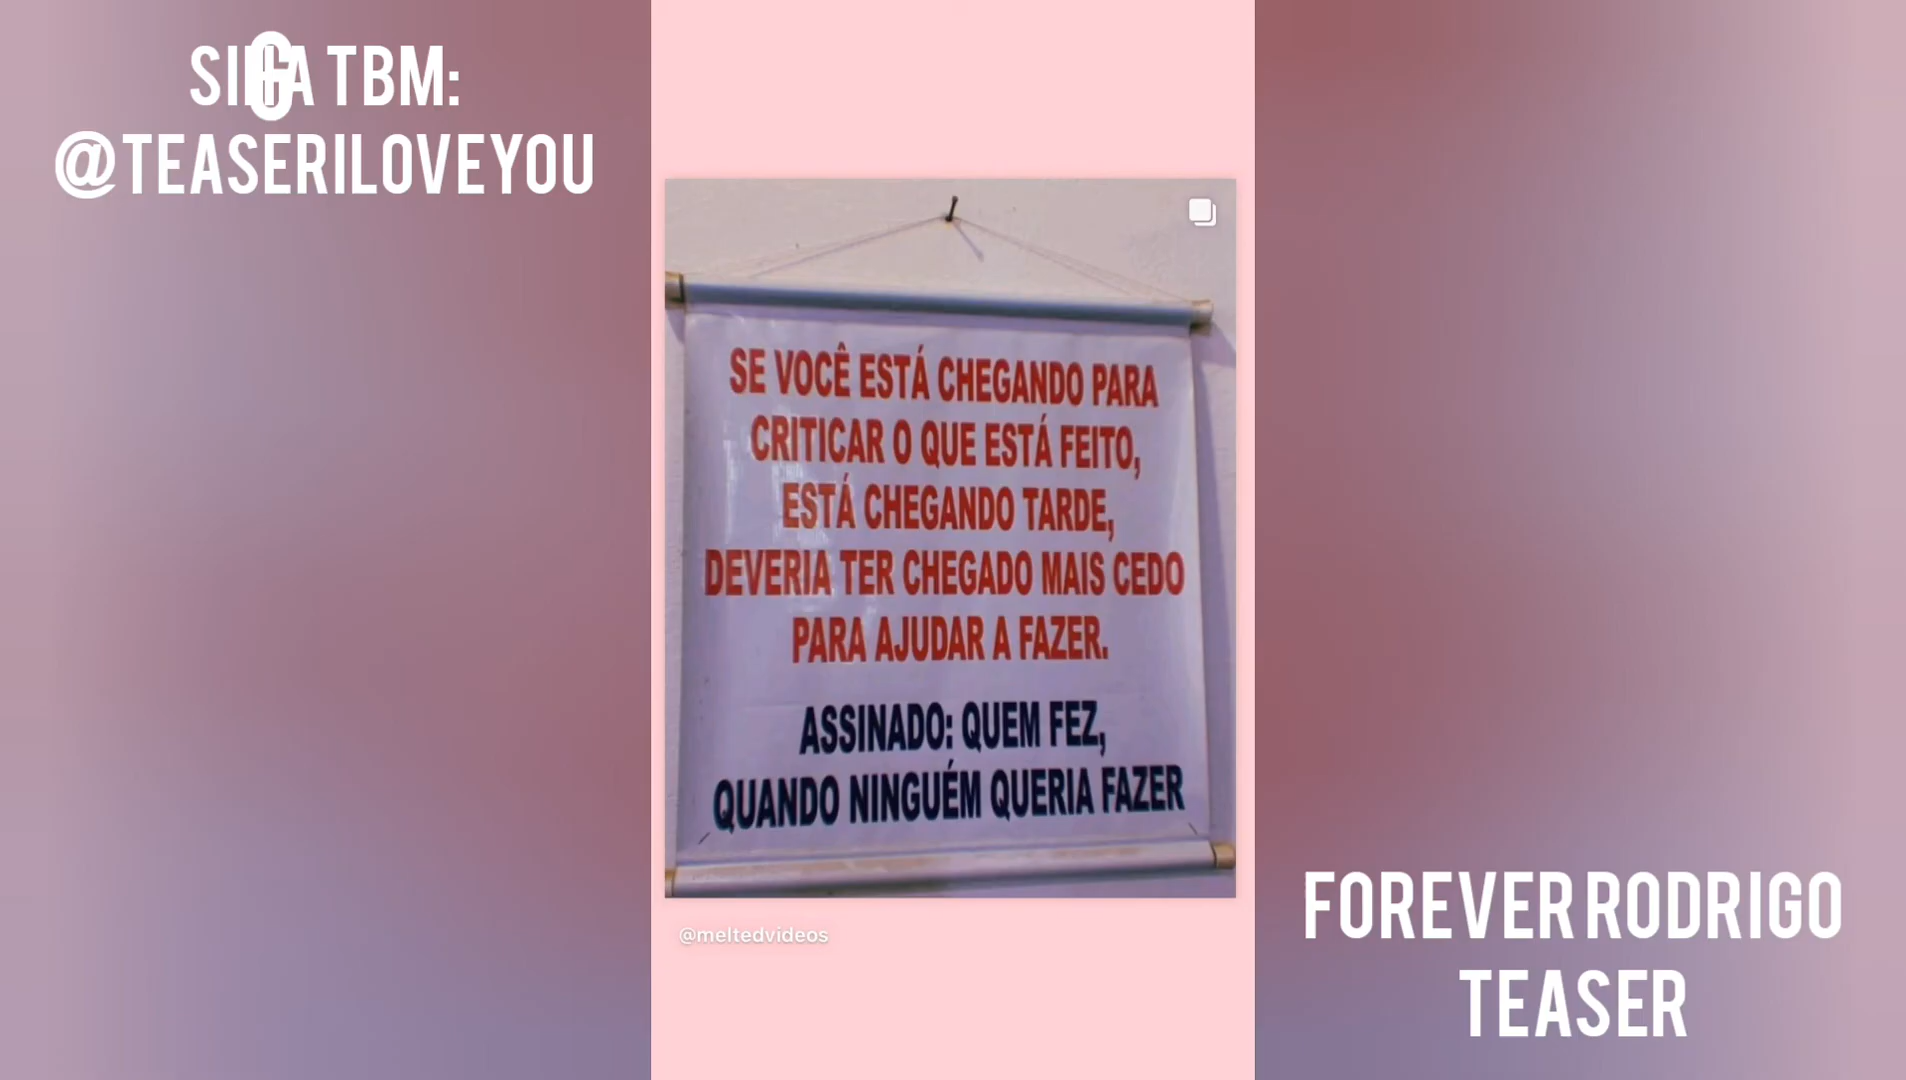 SIGA TBM:
@TEASERILOVEYOU
SE VOCÊ ESTÁ CHEGANDO PARA
CRITICAR O QUE ESTÁ FEITO,
ESTÁ CHEGANDO TARDE,
DEVERIA TER CHEGADO MAIS CEDO
PARA AJUDAR A FAZER.
ASSINADO: QUEM FEZ,
QUANDO NINGUÉM QUERIA FAZER
@meltedvideos
FOREVER RODRIGO
TEASER